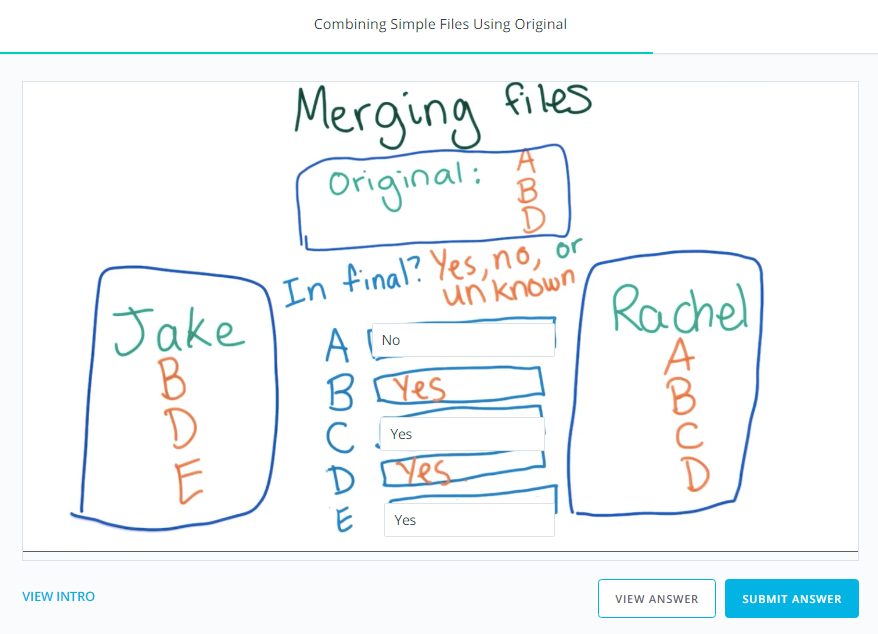 Combining Simple Files Using Original
Merging files
Original: A
B
D
In final? Yes, no, or
unknown
Jake
B
D
E
A No
B Yes
C Yes
D Yes
E Yes
Rachel
A
B
C
D
VIEW INTRO
VIEW ANSWER
SUBMIT ANSWER